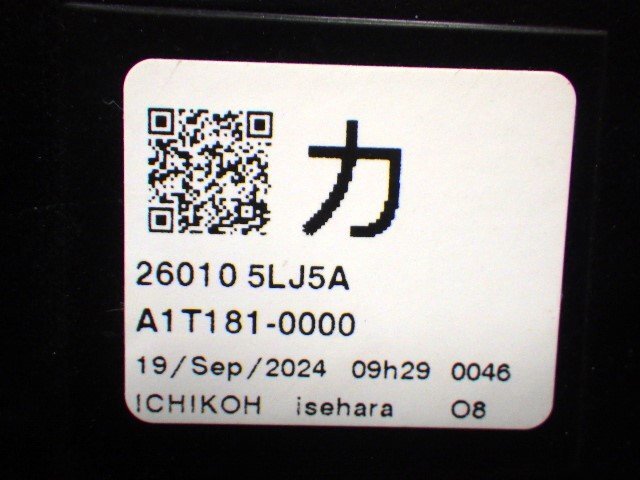 カ
26010 5LJ5A
A1T181-0000
19/Sep/2024 09h29 0046
ICHIKOH isehara O8